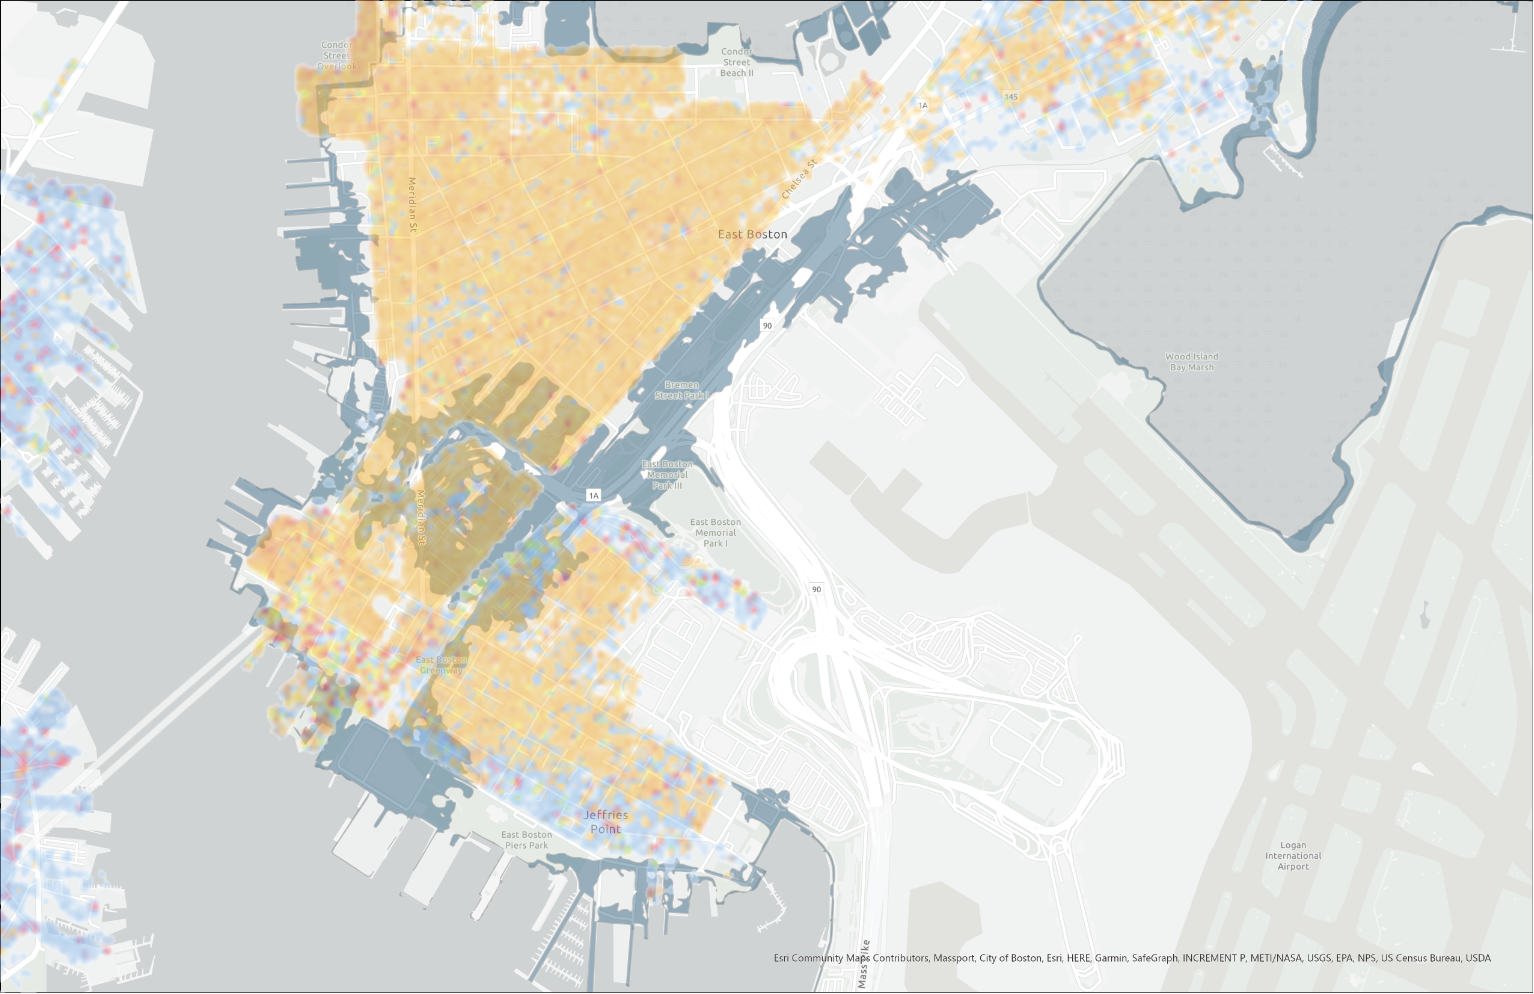 Condor
Street
Overlook
Condor
Street
Beach II
1A
145
Meridian St
Chelsea St
East Boston
90
Wood Island
Bay Marsh
Bremen
Street Park I
East Boston
Memorial
Park III
Meridian St
1A
East Boston
Memorial
Park I
90
East Boston
Greenway
Jeffries
Point
East Boston
Piers Park
Logan
International
Airport
Mass Pike
Esri Community Maps Contributors, Massport, City of Boston, Esri, HERE, Garmin, SafeGraph, INCREMENT P, METI/NASA, USGS, EPA, NPS, US Census Bureau, USDA